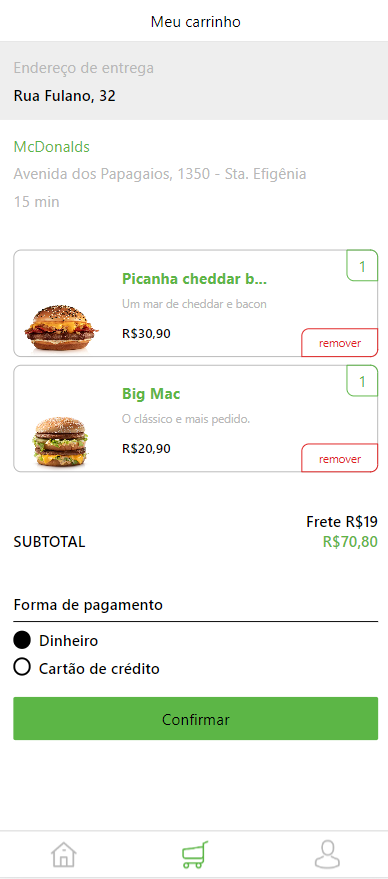 Meu carrinho
Endereço de entrega
Rua Fulano, 32
McDonalds
Avenida dos Papagaios, 1350 - Sta. Efigênia
15 min
1
Picanha cheddar b...
Um mar de cheddar e bacon
R$30,90
remover
1
Big Mac
O clássico e mais pedido.
R$20,90
remover
Frete R$19
SUBTOTAL R$70,80
Forma de pagamento
Dinheiro
Cartão de crédito
Confirmar